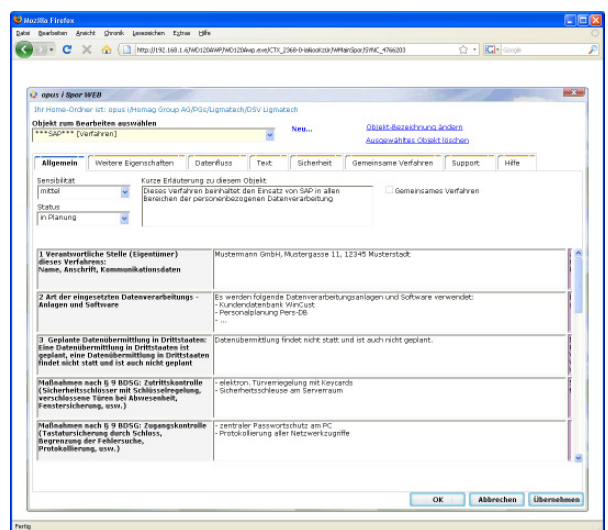 Mozilla Firefox
Datei Bearbeiten Ansicht Chronik Lesezeichen Extras Hilfe
Google
opus i Spor WEB
Ihr Home-Ordner ist: opus i/Homag Group AG/PGs/Ligmatech/DSV Ligmatech
Objekt zum Bearbeiten auswählen
***SAP*** [Verfahren]
Neu...
Objekt-Bezeichnung ändern
Ausgewähltes Objekt löschen
Allgemein Weitere Eigenschaften Datenfluss Text Sicherheit Gemeinsame Verfahren Support Hilfe
Sensibilität
mittel
Status
in Planung
Kurze Erläuterung zu diesem Objekt:
Dieses Verfahren beinhaltet den Einsatz von SAP in allen
Bereichen der personenbezogenen Datenverarbeitung
Gemeinsames Verfahren
1 Verantwortliche Stelle (Eigentümer)
dieses Verfahrens:
Name, Anschrift, Kommunikationsdaten
Mustermann GmbH, Mustergasse 11, 12345 Musterstadt
2 Art der eingesetzten Datenverarbeitungs -
Anlagen und Software
Es werden folgende Datenverarbeitungsanlagen und Software verwendet:
- Kundendatenbank WinCust
- Personalplanung Pers-DB
- ...
3 Geplante Datenübermittlung in Drittstaaten:
Eine Datenübermittlung in Drittstaaten ist
geplant, eine Datenübermittlung in Drittstaaten
findet nicht statt und ist auch nicht geplant
Datenübermittlung findet nicht statt und ist auch nicht geplant.
Maßnahmen nach § 9 BDSG: Zutrittskontrolle
(Sicherheitsschlösser mit Schlüsselregelung,
verschlossene Türen bei Abwesenheit,
Fenstersicherung, usw.)
- elektron. Türverriegelung mit Keycards
- Sicherheitsschleuse am Serverraum
Maßnahmen nach § 9 BDSG: Zugangskontrolle
(Tastatursicherung durch Schloss,
Begrenzung der Fehlersuche,
Protokollierung, usw.)
- zentraler Passwortschutz am PC
- Protokollierung aller Netzwerkzugriffe
OK Abbrechen Übernehmen
Fertig